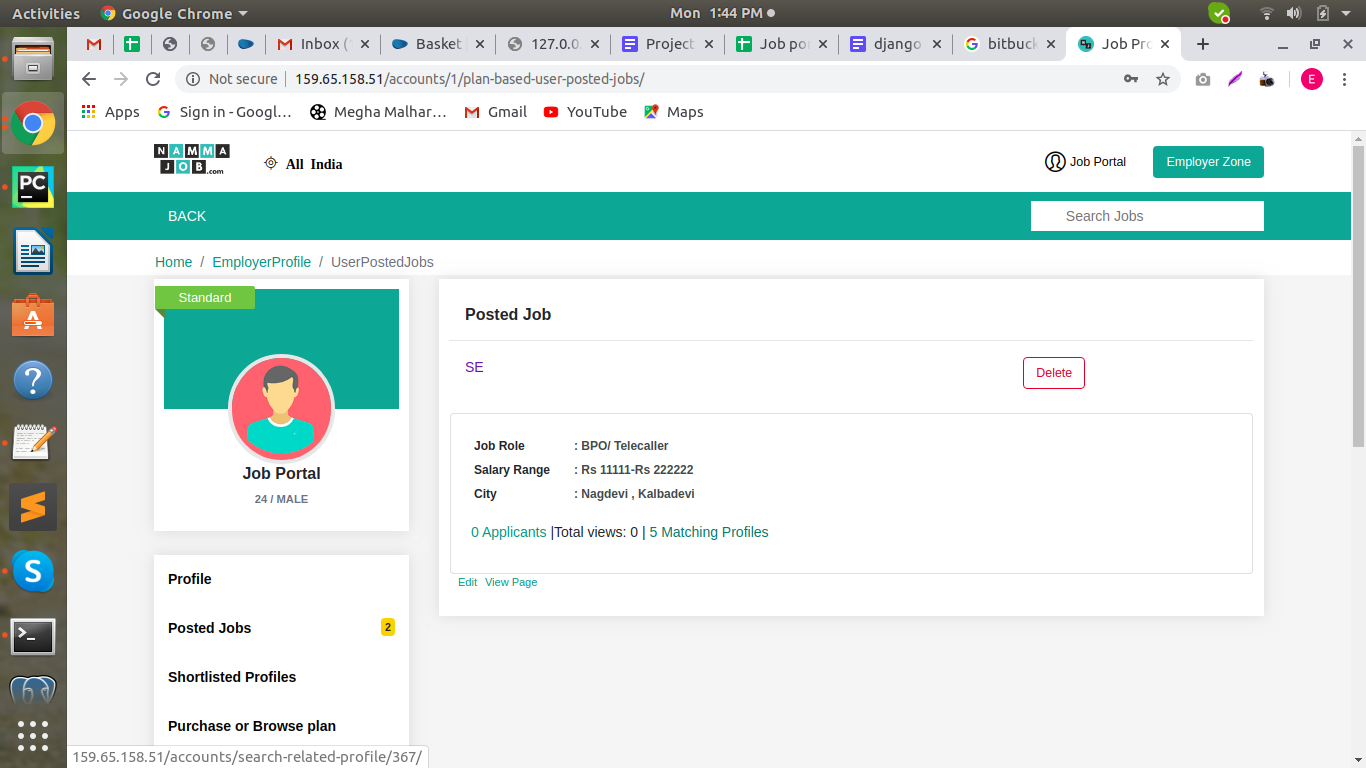 Activities Google Chrome Mon 1:44 PM
Inbox ( Basket 127.0.0. Project Job po django bitbuck Job Pro
Not secure 159.65.158.51/accounts/1/plan-based-user-posted-jobs/ E
Apps Sign in - Googl... Megha Malhar... Gmail YouTube Maps
NAMMA
JOB.com
All India
Job Portal Employer Zone
BACK Search Jobs
Home / EmployerProfile / UserPostedJobs
Standard
Job Portal
24 / MALE
Profile
Posted Jobs 2
Shortlisted Profiles
Purchase or Browse plan
Posted Job
SE Delete
Job Role : BPO/ Telecaller
Salary Range : Rs 11111-Rs 222222
City : Nagdevi , Kalbadevi
0 Applicants |Total views: 0 | 5 Matching Profiles
Edit View Page
159.65.158.51/accounts/search-related-profile/367/
PC